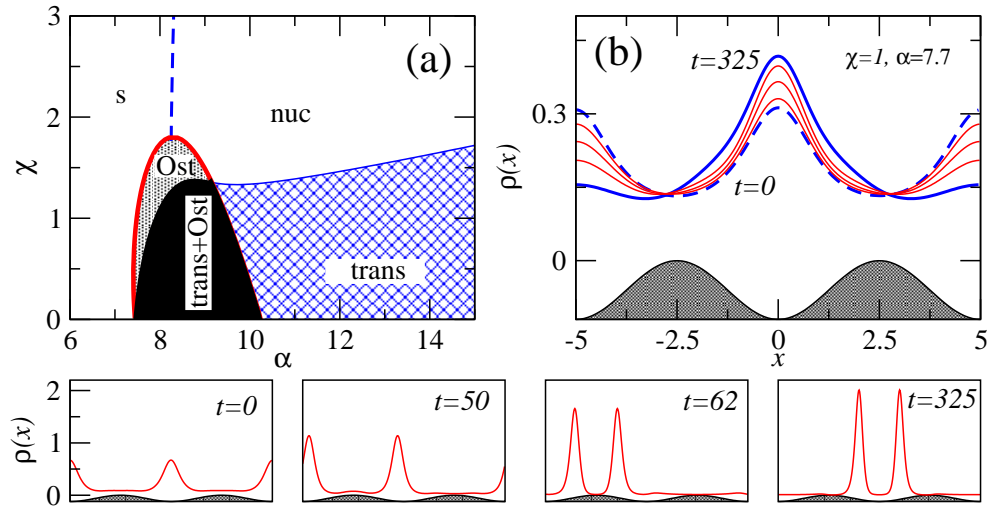 3
2
1
0
χ
6
8
10
12
14
α
(a)
s
nuc
Ost
trans+Ost
trans
(b)
t=325
χ=1, α=7.7
t=0
0.3
0
ρ(x)
-5
-2.5
0
2.5
5
x
2
1
0
ρ(x)
t=0
t=50
t=62
t=325